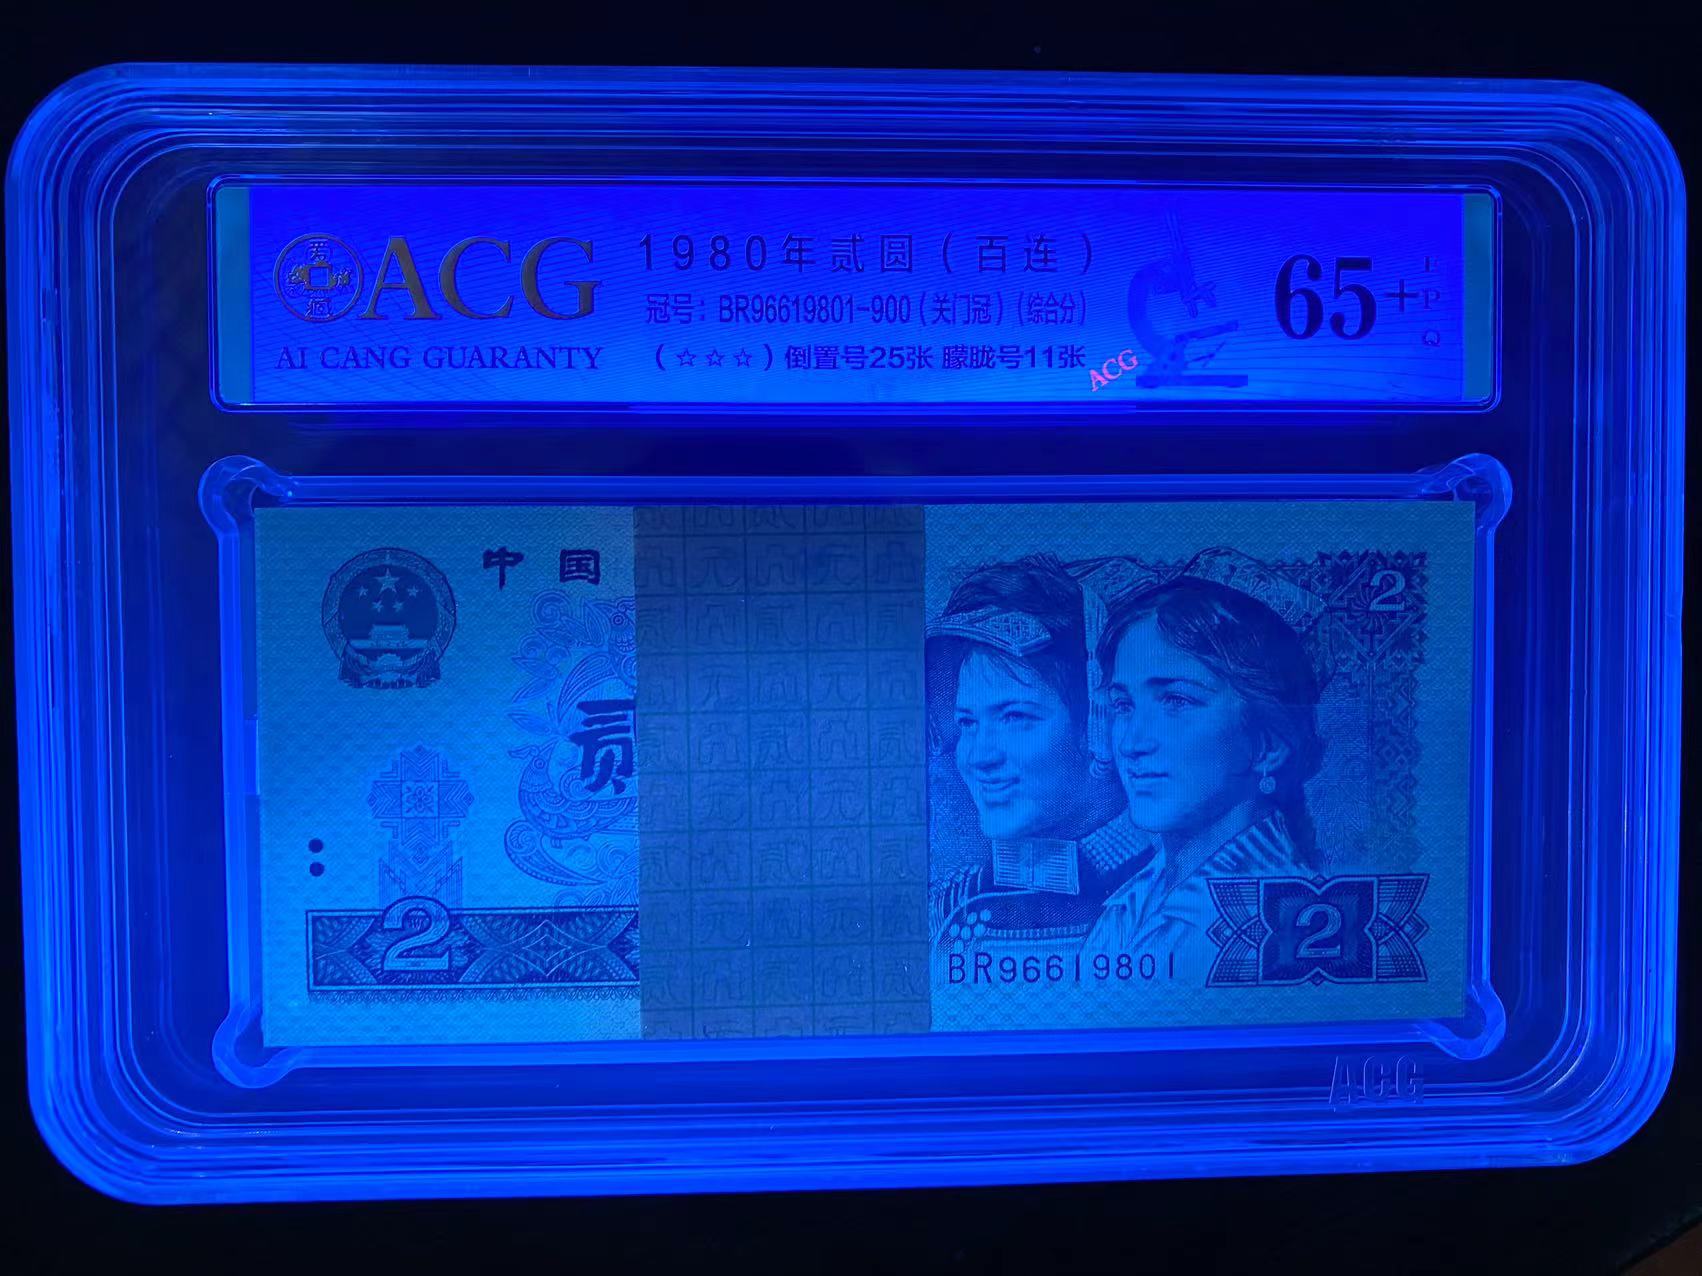 ACG
AI CANG GUARANTY
1980年贰圆（百连）
冠号：BR96619801-900（关门冠）（综合分）
（☆☆☆）倒置号25张 朦胧号11张
ACG
65+
PQ
中国
贰
2
2
BR96619801
2
ACG